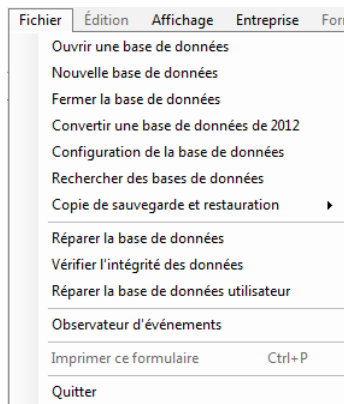 Fichier Édition Affichage Entreprise
Ouvrir une base de données
Nouvelle base de données
Fermer la base de données
Convertir une base de données de 2012
Configuration de la base de données
Rechercher des bases de données
Copie de sauvegarde et restauration
Réparer la base de données
Vérifier l'intégrité des données
Réparer la base de données utilisateur
Observateur d'événements
Imprimer ce formulaire Ctrl+P
Quitter